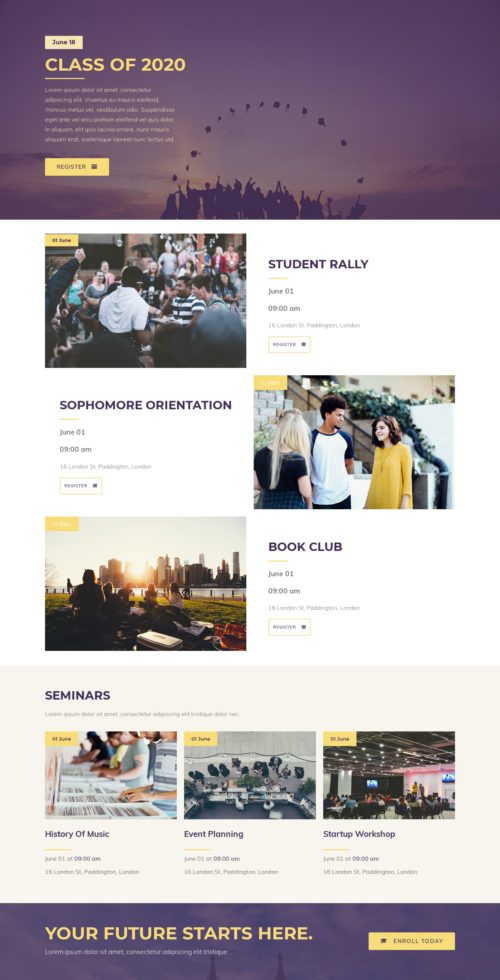 June 18
CLASS OF 2020
Lorem ipsum dolor sit amet, consectetur
adipiscing elit. Vivamus eu mauris eleifend,
rhoncus metus vel, vestibulum odio. Suspendisse
eget ante vel arcu pretium eleifend vel quis dolor.
In aliquam, elit quis lacinia ornare, nunc mauris
aliquam erat, scelerisque laoreet nunc lectus usd.
REGISTER
01 June
STUDENT RALLY
June 01
09:00 am
16 London St, Paddington, London
REGISTER
SOPHOMORE ORIENTATION
June 01
09:00 am
16 London St, Paddington, London
REGISTER
BOOK CLUB
June 01
09:00 am
16 London St, Paddington, London
REGISTER
SEMINARS
Lorem ipsum dolor sit amet, consectetur adipiscing elit tristique dolor nec.
01 June
01 June
01 June
History Of Music
Event Planning
Startup Workshop
June 01 at 09:00 am
June 01 at 09:00 am
June 01 at 09:00 am
16 London St, Paddington, London
16 London St, Paddington, London
16 London St, Paddington, London
YOUR FUTURE STARTS HERE.
Lorem ipsum dolor sit amet, consectetur adipiscing elit tristique.
ENROLL TODAY